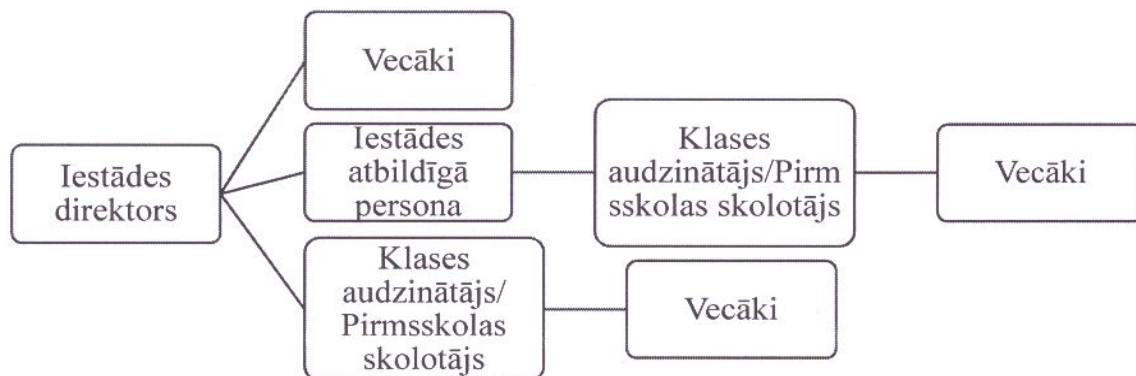 Vecāki
Iestādes
direktors
Iestādes
atbildīgā
persona
Klases
audzinātājs/Pirm
sskolas skolotājs
Vecāki
Klases
audzinātājs/
Pirmsskolas
skolotājs
Vecāki